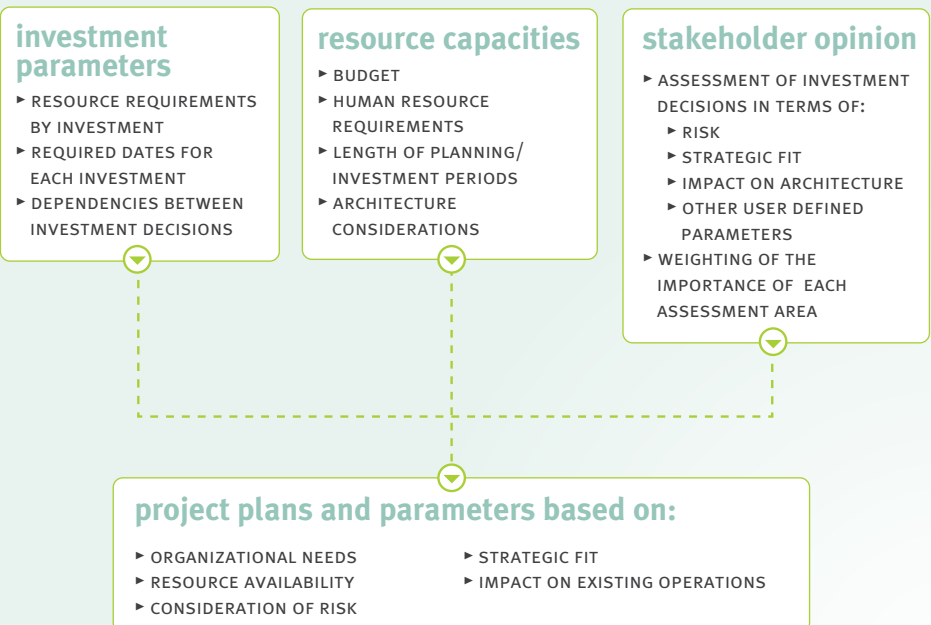 investment
parameters
► RESOURCE REQUIREMENTS
BY INVESTMENT
► REQUIRED DATES FOR
EACH INVESTMENT
► DEPENDENCIES BETWEEN
INVESTMENT DECISIONS
resource capacities
► BUDGET
► HUMAN RESOURCE
REQUIREMENTS
► LENGTH OF PLANNING/
INVESTMENT PERIODS
► ARCHITECTURE
CONSIDERATIONS
stakeholder opinion
► ASSESSMENT OF INVESTMENT
DECISIONS IN TERMS OF:
► RISK
► STRATEGIC FIT
► IMPACT ON ARCHITECTURE
► OTHER USER DEFINED
PARAMETERS
► WEIGHTING OF THE
IMPORTANCE OF EACH
ASSESSMENT AREA
project plans and parameters based on:
► ORGANIZATIONAL NEEDS
► RESOURCE AVAILABILITY
► CONSIDERATION OF RISK
► STRATEGIC FIT
► IMPACT ON EXISTING OPERATIONS